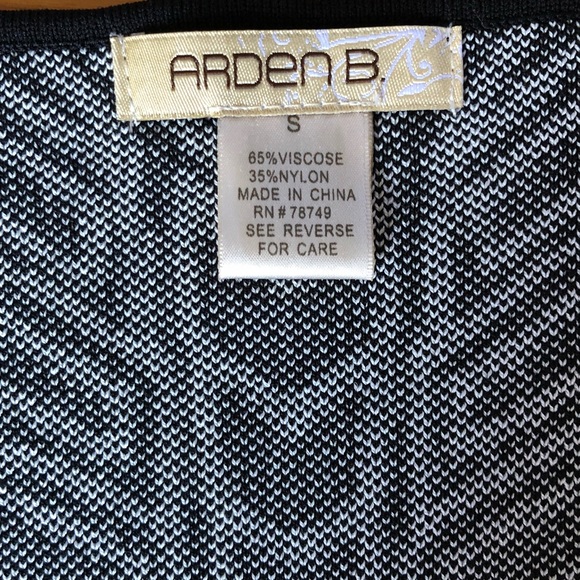 ARDEN B.
S
65%VISCOSE
35%NYLON
MADE IN CHINA
RN # 78749
SEE REVERSE
FOR CARE